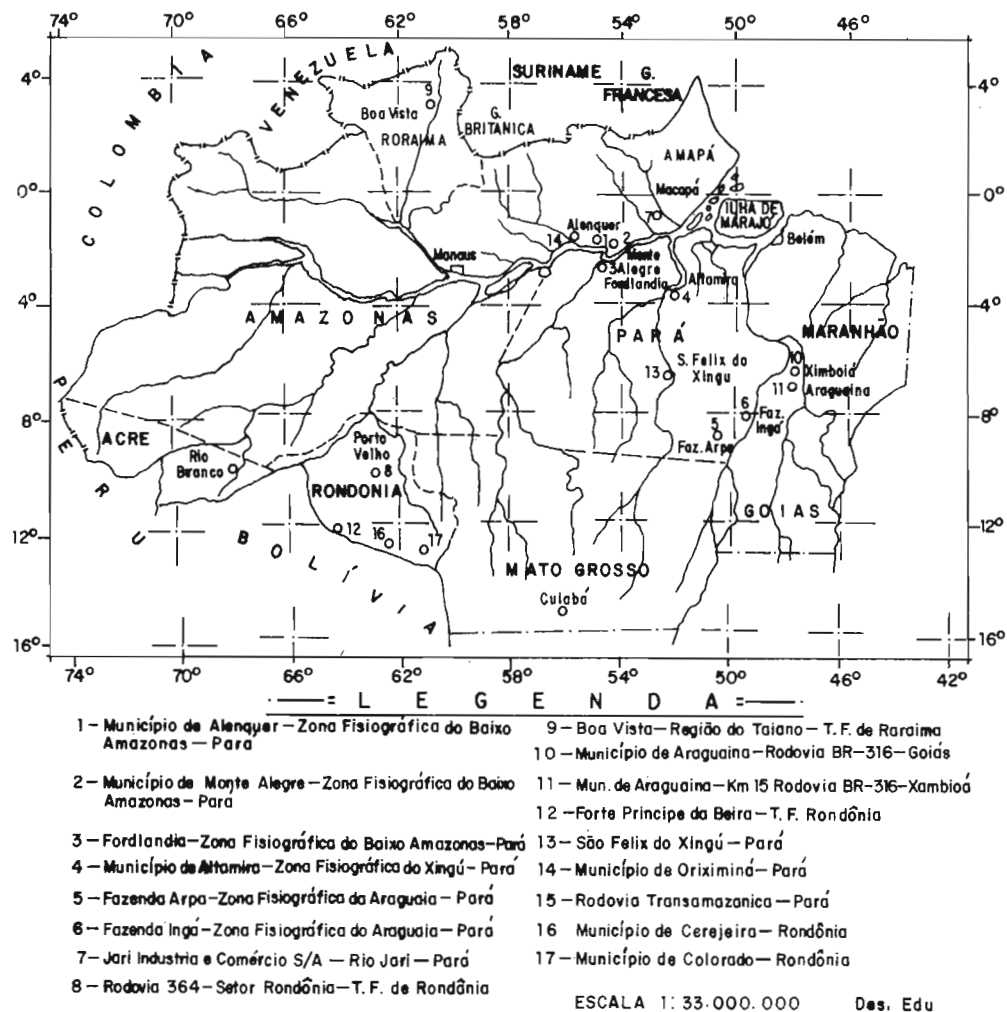 74° 70° 66° 62° 58° 54° 50° 46° 42°
COLOMBIA
VENEZUELA
SURINAME G. FRANCESA
4° 4°
9
Boa Vista
RORAIMA
G. BRITANICA
AMAPÁ
Macapá
0° 0°
7
ILHA DE MARAJÓ
Alenquer
14 1 2
Belém
Manaus
Monte Alegre
3
Fordlandia
Altamira
4
4° 4°
AMAZONAS
PARÁ
MARANHÃO
13
S. Felix do Xingu
10
Ximboiá
11
Araguaina
PERU
8° 8°
6
Faz. Ingá
5
Faz. Arpe
ACRE
Rio Branco
Porto Velho
8
RONDONIA
GOIAS
12° 12°
12
16
17
BOLÍVIA
MATO GROSSO
Cuiabá
16° 16°
74° 70° 66° 62° 58° 54° 50° 46° 42°
LEGENDA
1 – Município de Alenquer – Zona Fisiográfica do Baixo
Amazonas – Pará
2 – Município de Monte Alegre – Zona Fisiográfica do Baixo
Amazonas – Pará
3 – Fordlandia – Zona Fisiográfica do Baixo Amazonas – Pará
4 – Município de Altamira – Zona Fisiográfica do Xingú – Pará
5 – Fazenda Arpa – Zona Fisiográfica da Araguaia – Pará
6 – Fazenda Ingá – Zona Fisiográfica do Araguaia – Pará
7 – Jari Industria e Comércio S/A – Rio Jari – Pará
8 – Rodovia 364 – Setor Rondônia – T. F. de Rondânia
9 – Boa Vista – Região do Taiano – T. F. de Raraima
10 – Município de Araguaina – Rodovia BR-316 – Goiás
11 – Mun. de Araguaina – Km 15 Rodovia BR-316 – Xambioá
12 – Forte Principe da Beira – T. F. Rondônia
13 – São Felix do Xingú – Pará
14 – Município de Oriximiná – Pará
15 – Rodovia Transamazanica – Pará
16 Município de Cerejeira – Rondônia
17 – Município de Colorado – Rondônia
ESCALA 1: 33.000.000 Des. Edu